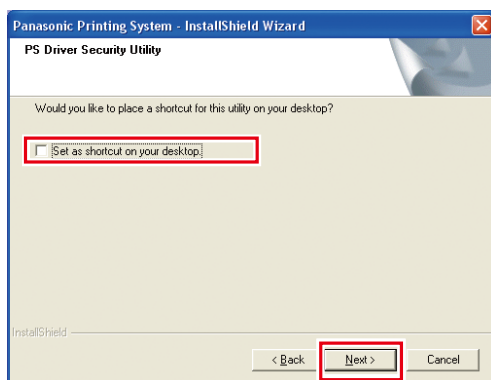 Panasonic Printing System - InstallShield Wizard
PS Driver Security Utility
Would you like to place a shortcut for this utility on your desktop?
Set as shortcut on your desktop.
InstallShield
< Back Next > Cancel